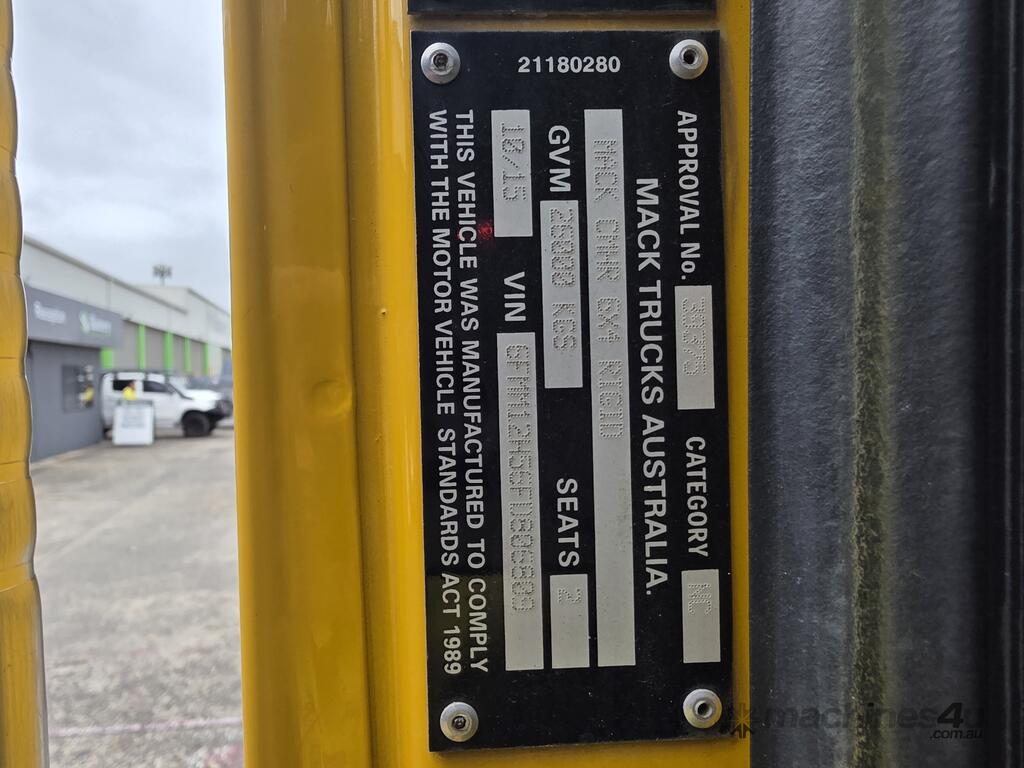 21180280
APPROVAL No. CATEGORY MC
MACK TRUCKS AUSTRALIA.
MACK CMHR 6X4 RIGID
GVM KGS SEATS 2
10/15 VIN
THIS VEHICLE WAS MANUFACTURED TO COMPLY
WITH THE MOTOR VEHICLE STANDARDS ACT 1989
machines4u
.com.au